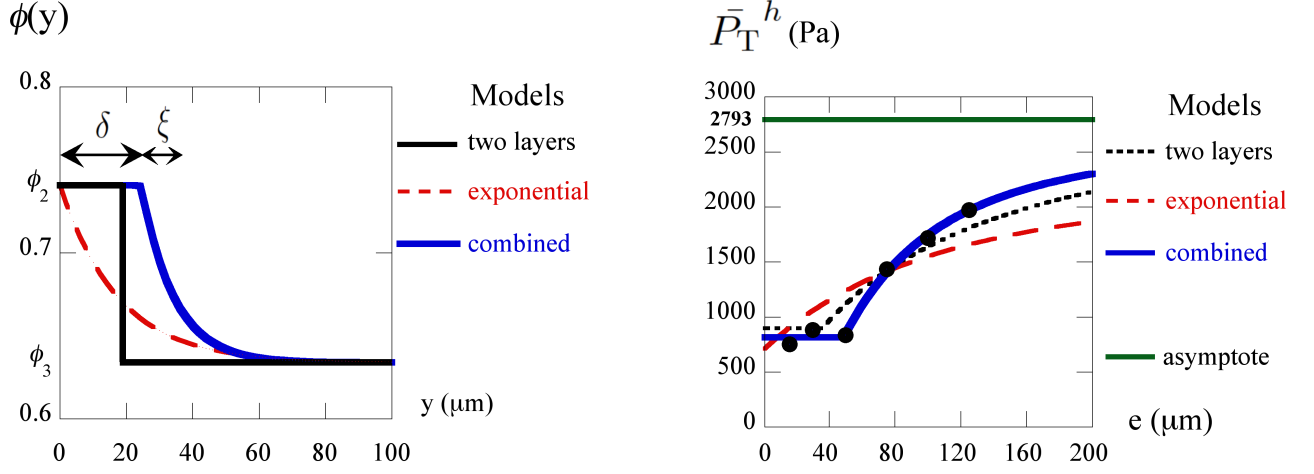 ϕ(y)
0.8
δ
ξ
ϕ2
0.7
ϕ3
0.6
0 20 40 60 80 100
y (μm)
Models
two layers
exponential
combined
P̄T h (Pa)
3000
2793
2500
2000
1500
1000
500
0
0 40 80 120 160 200
e (μm)
Models
two layers
exponential
combined
asymptote